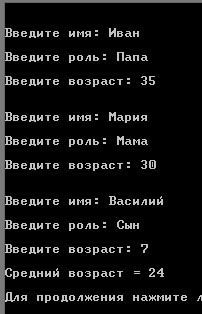 Введите имя: Иван
Введите роль: Папа
Введите возраст: 35
Введите имя: Мария
Введите роль: Мама
Введите возраст: 30
Введите имя: Василий
Введите роль: Сын
Введите возраст: 7
Средний возраст = 24
Для продолжения нажмите